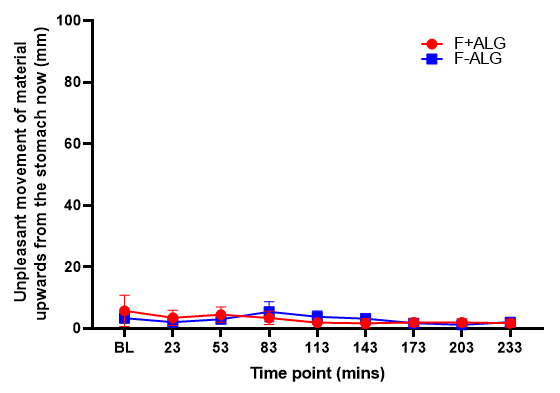 Unpleasant movement of material
upwards from the stomach now (mm)
100
80
60
40
20
0
F+ALG
F-ALG
BL 23 53 83 113 143 173 203 233
Time point (mins)